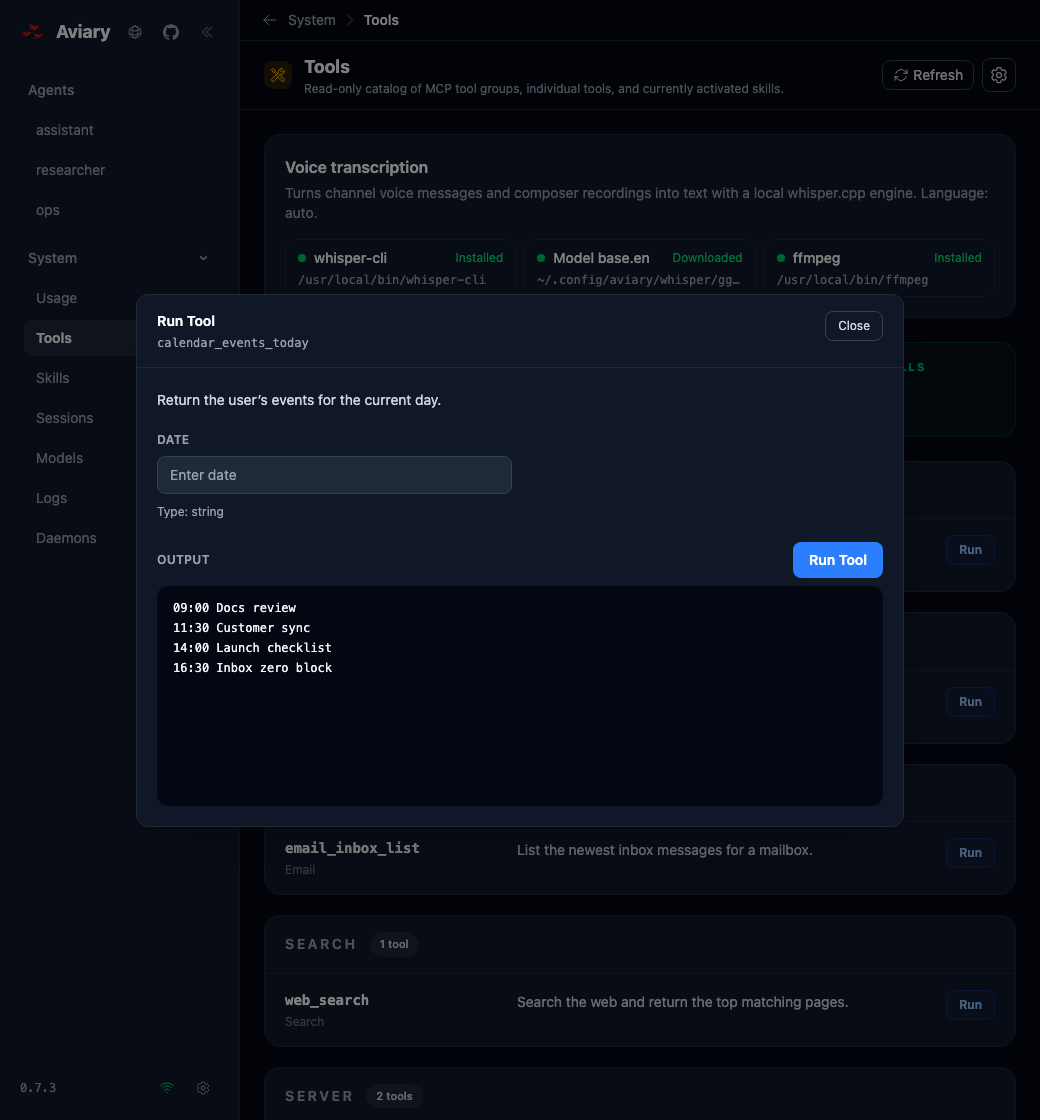 Aviary
System
Tools
Agents
assistant
researcher
ops
System
Usage
Tools
Skills
Sessions
Models
Logs
Daemons
0.7.3
Tools
Read-only catalog of MCP tool groups, individual tools, and currently activated skills.
Refresh
Voice transcription
Turns channel voice messages and composer recordings into text with a local whisper.cpp engine. Language:
auto.
whisper-cli Installed
/usr/local/bin/whisper-cli
Model base.en Downloaded
~/.config/aviary/whisper/gg…
ffmpeg Installed
/usr/local/bin/ffmpeg
Run Tool
calendar_events_today
Close
Return the user’s events for the current day.
DATE
Enter date
Type: string
OUTPUT
Run Tool
09:00 Docs review
11:30 Customer sync
14:00 Launch checklist
16:30 Inbox zero block
Run
Run
email_inbox_list
Email
List the newest inbox messages for a mailbox.
Run
SEARCH 1 tool
web_search
Search
Search the web and return the top matching pages.
Run
SERVER 2 tools